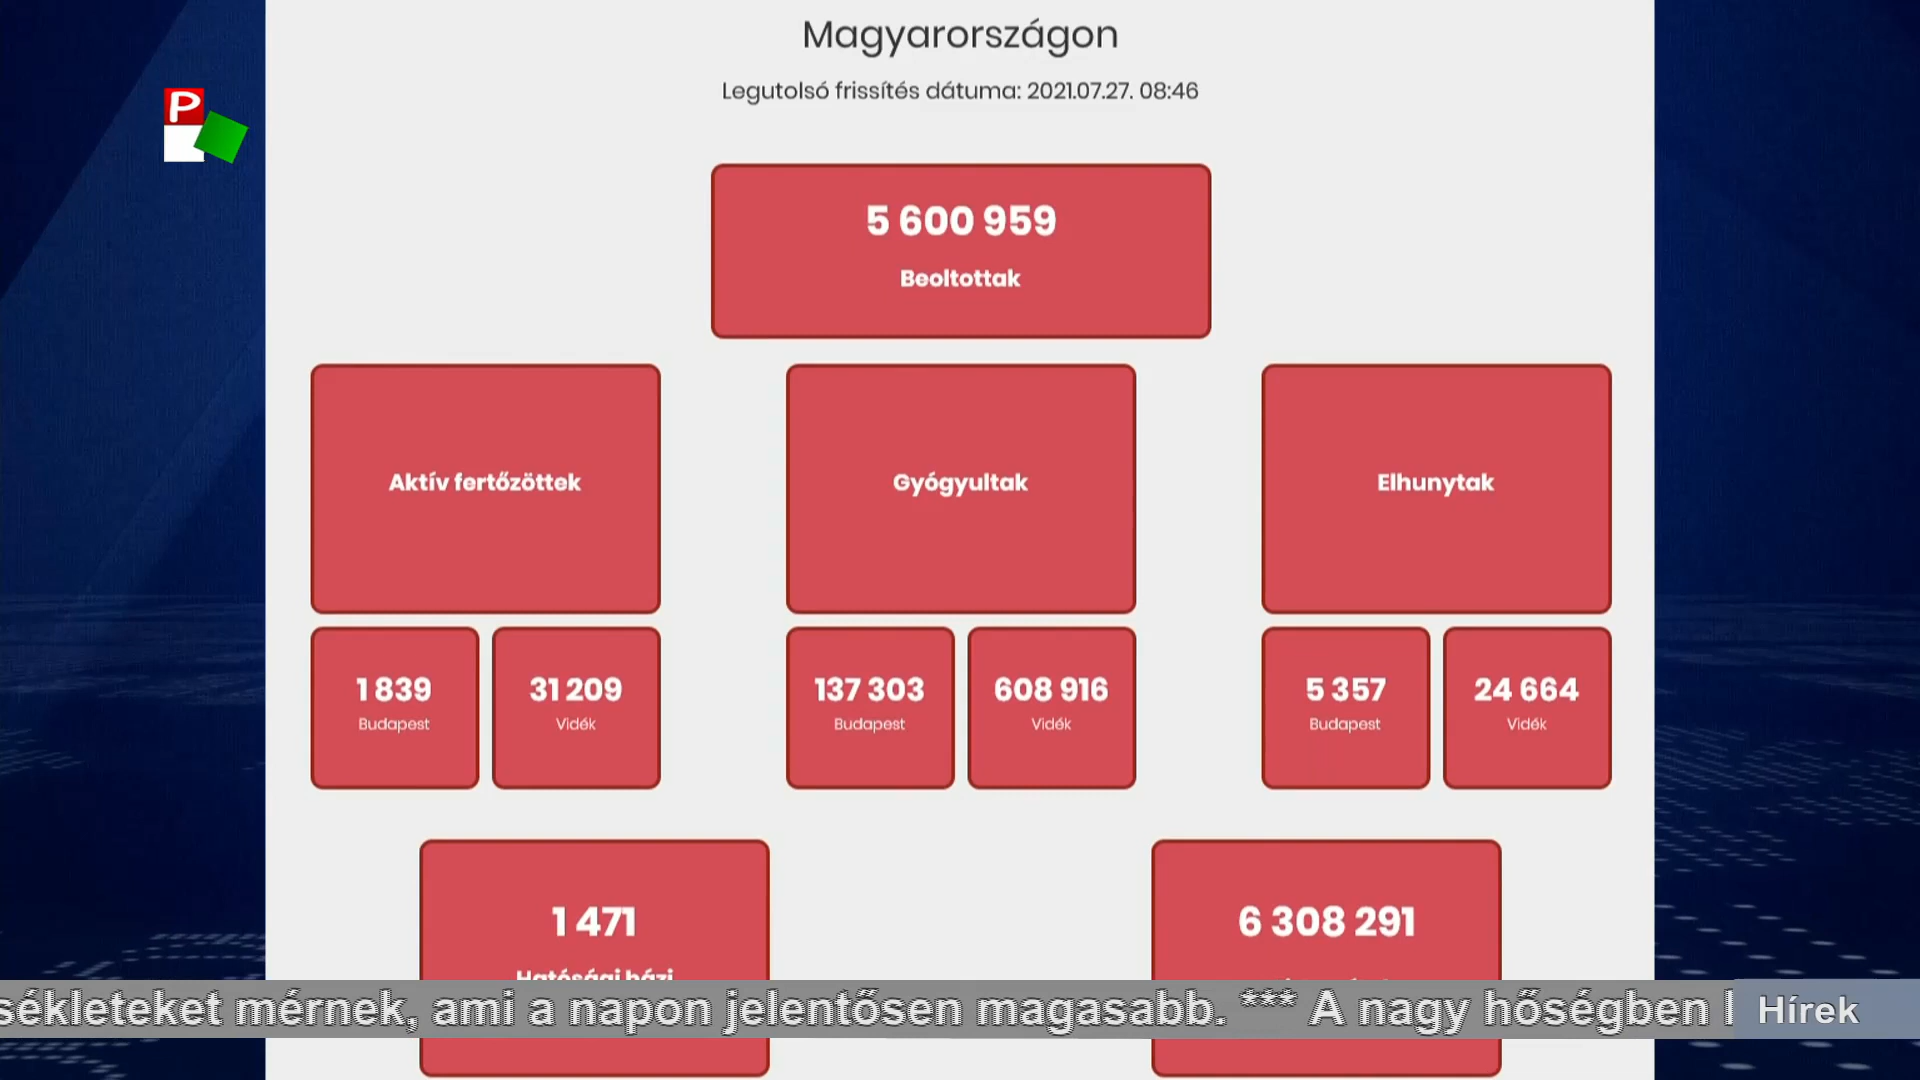 Magyarországon
Legutolsó frissítés dátuma: 2021.07.27. 08:46
P
5 600 959
Beoltottak
Aktív fertőzöttek
Gyógyultak
Elhunytak
1 839
Budapest
31 209
Vidék
137 303
Budapest
608 916
Vidék
5 357
Budapest
24 664
Vidék
1 471
Hatósági házi
6 308 291
sékleteket mérnek, ami a napon jelentősen magasabb. *** A nagy hőségben
Hírek